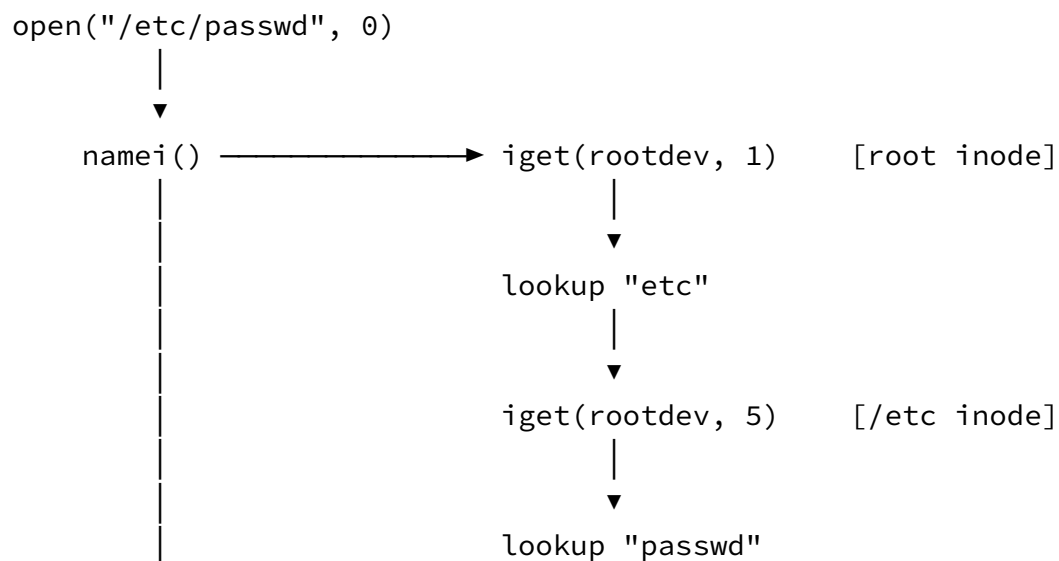 open("/etc/passwd", 0)
namei() iget(rootdev, 1) [root inode]
lookup "etc"
iget(rootdev, 5) [/etc inode]
lookup "passwd"